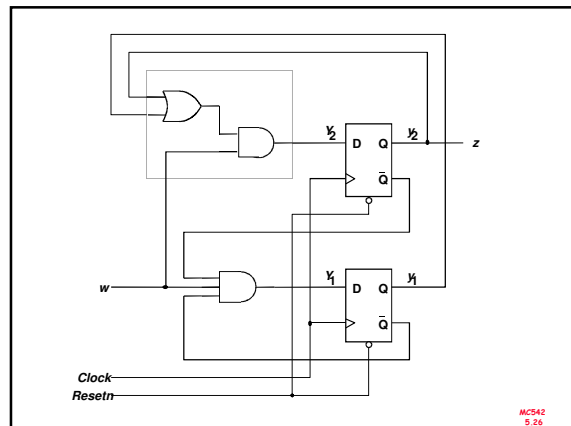 Y2
y2
D Q
z
Q
w
Y1
y1
D Q
Q
Clock
Resetn
MC542
5.26